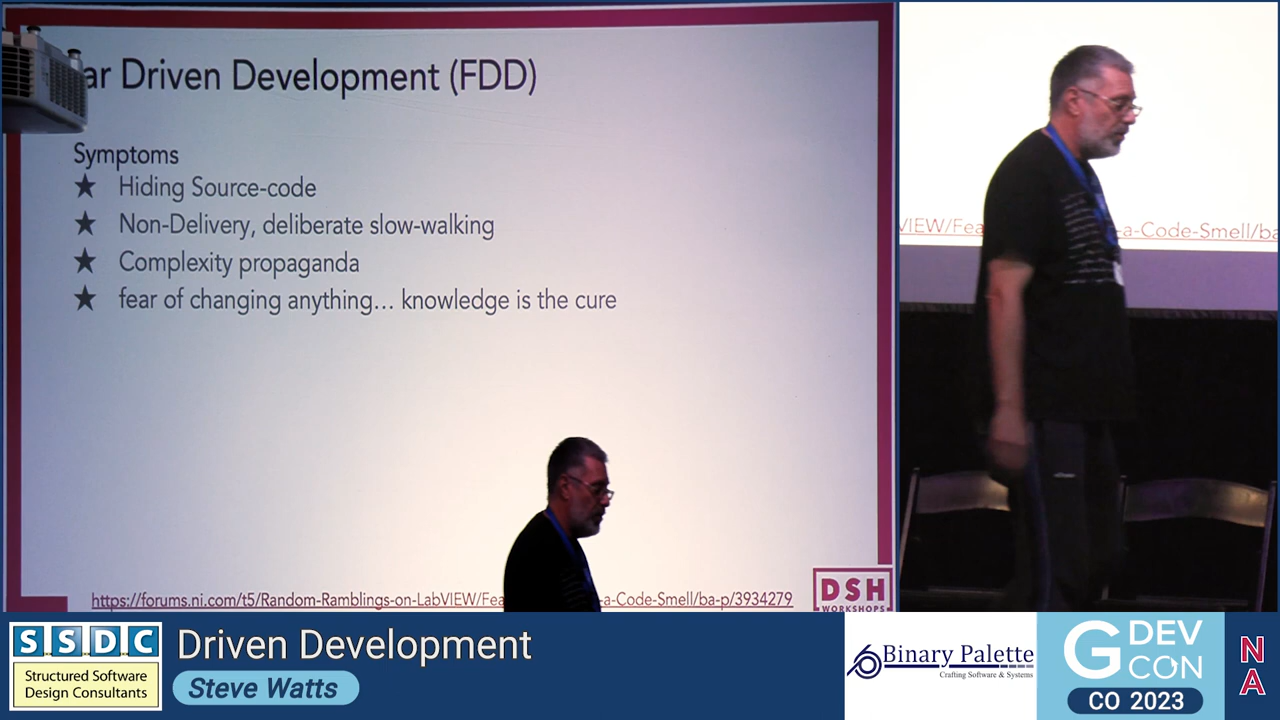 ar Driven Development (FDD)
Symptoms
★ Hiding Source-code
★ Non-Delivery, deliberate slow-walking
★ Complexity propaganda
★ fear of changing anything... knowledge is the cure
https://forums.ni.com/t5/Random-Ramblings-on-LabVIEW/Fea
a-Code-Smell/ba-p/3934279
DSH
WORKSHOPS
VIEW/Fea
-a-Code-Smell/ba
SSDC
Structured Software
Design Consultants
Driven Development
Steve Watts
Binary Palette
Crafting Software & Systems
G DEV
CON
CO 2023
N
A